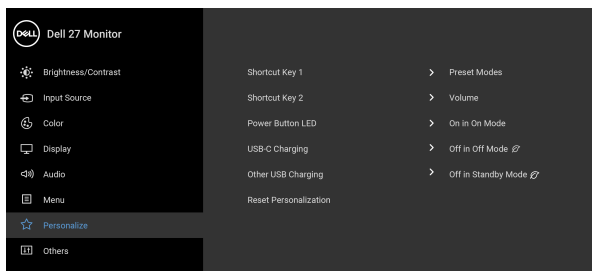 DELL Dell 27 Monitor
Brightness/Contrast Shortcut Key 1 Preset Modes
Input Source Shortcut Key 2 Volume
Color Power Button LED On in On Mode
Display USB-C Charging Off in Off Mode
Audio Other USB Charging Off in Standby Mode
Menu Reset Personalization
Personalize
Others